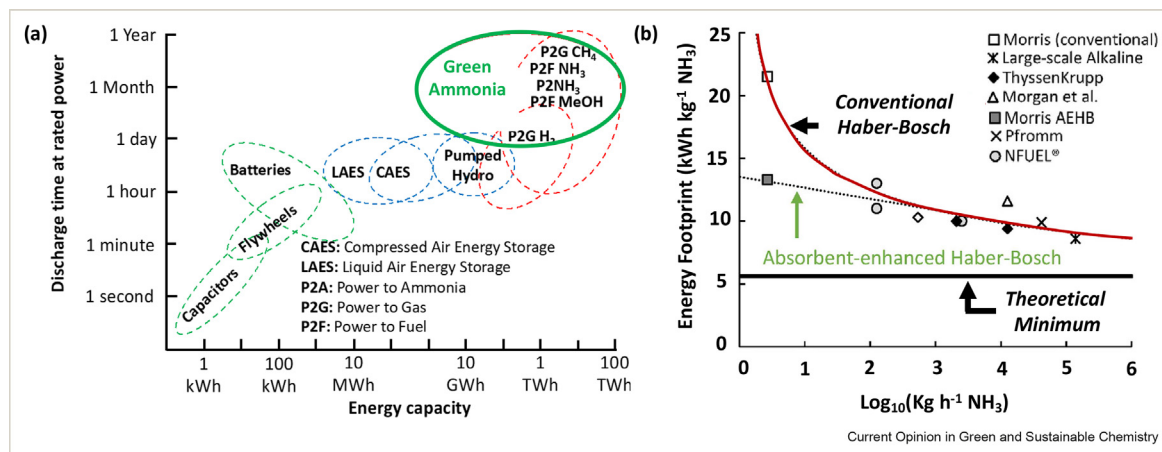 (a)
Discharge time at rated power
1 Year
1 Month
1 day
1 hour
1 minute
1 second
Green
Ammonia
P2G CH₄
P2F NH₃
P2NH₃
P2F MeOH
P2G H₂
Batteries
LAES
CAES
Pumped
Hydro
Flywheels
Capacitors
CAES: Compressed Air Energy Storage
LAES: Liquid Air Energy Storage
P2A: Power to Ammonia
P2G: Power to Gas
P2F: Power to Fuel
1 100 10 10 1 100
kWh kWh MWh GWh TWh TWh
Energy capacity
(b)
Energy Footprint (kWh kg⁻¹ NH₃)
25
20
15
10
5
0
Morris (conventional)
Large-scale Alkaline
ThyssenKrupp
Morgan et al.
Morris AEHB
Pfromm
NFUEL®
Conventional
Haber-Bosch
Absorbent-enhanced Haber-Bosch
Theoretical
Minimum
0 1 2 3 4 5 6
Log₁₀(Kg h⁻¹ NH₃)
Current Opinion in Green and Sustainable Chemistry